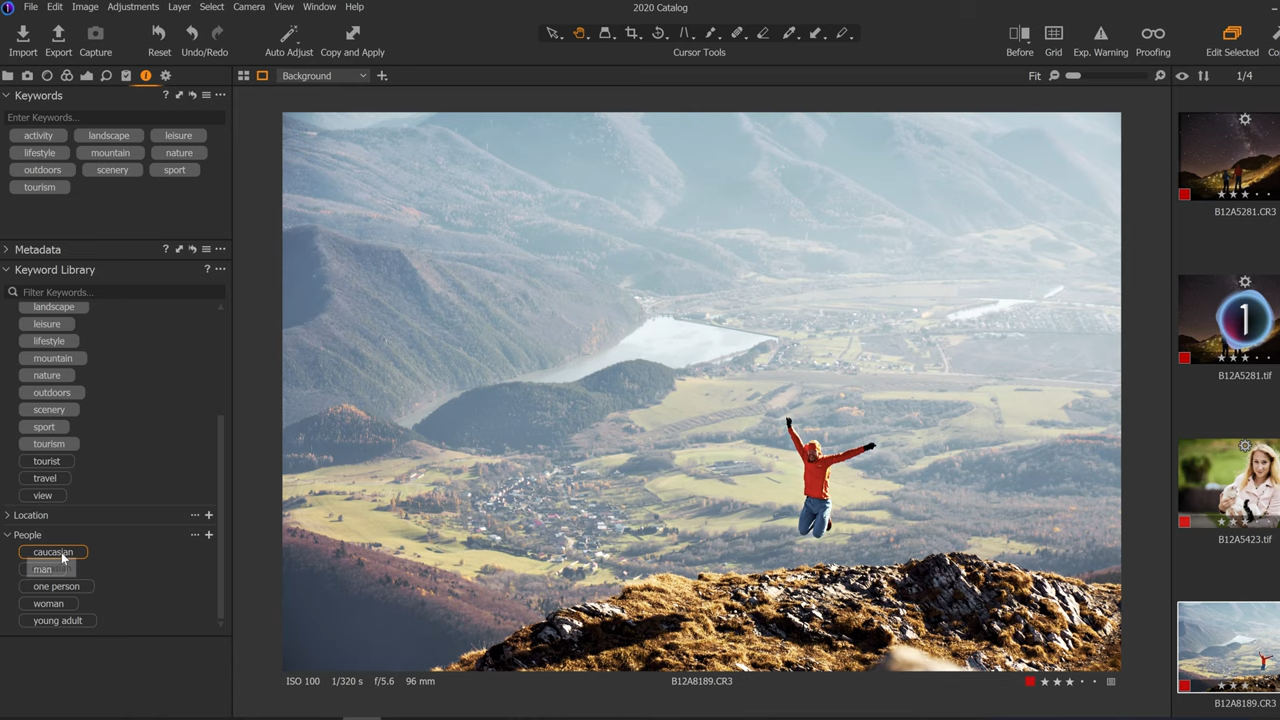 File Edit Image Adjustments Layer Select Camera View Window Help
2020 Catalog
Import Export Capture Reset Undo/Redo Auto Adjust Copy and Apply Cursor Tools Before Grid Exp. Warning Proofing Edit Selected
Background
Fit
1/4
Keywords ? ...
Enter Keywords...
activity landscape leisure
lifestyle mountain nature
outdoors scenery sport
tourism
Metadata ? ...
Keyword Library ? ...
Filter Keywords...
landscape
leisure
lifestyle
mountain
nature
outdoors
scenery
sport
tourism
tourist
travel
view
Location ... +
People ... +
caucasian
man
one person
woman
young adult
ISO 100 1/320 s f/5.6 96 mm
B12A8189.CR3
B12A5281.CR3
1
B12A5281.tif
B12A5423.tif
B12A8189.CR3